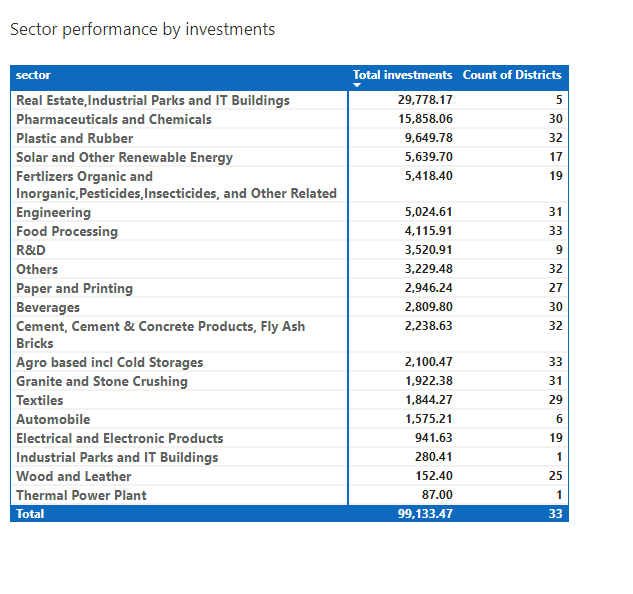 Sector performance by investments
sector Total investments Count of Districts
Real Estate,Industrial Parks and IT Buildings 29,778.17 5
Pharmaceuticals and Chemicals 15,858.06 30
Plastic and Rubber 9,649.78 32
Solar and Other Renewable Energy 5,639.70 17
Fertlizers Organic and 5,418.40 19
Inorganic,Pesticides,Insecticides, and Other Related
Engineering 5,024.61 31
Food Processing 4,115.91 33
R&D 3,520.91 9
Others 3,229.48 32
Paper and Printing 2,946.24 27
Beverages 2,809.80 30
Cement, Cement & Concrete Products, Fly Ash 2,238.63 32
Bricks
Agro based incl Cold Storages 2,100.47 33
Granite and Stone Crushing 1,922.38 31
Textiles 1,844.27 29
Automobile 1,575.21 6
Electrical and Electronic Products 941.63 19
Industrial Parks and IT Buildings 280.41 1
Wood and Leather 152.40 25
Thermal Power Plant 87.00 1
Total 99,133.47 33